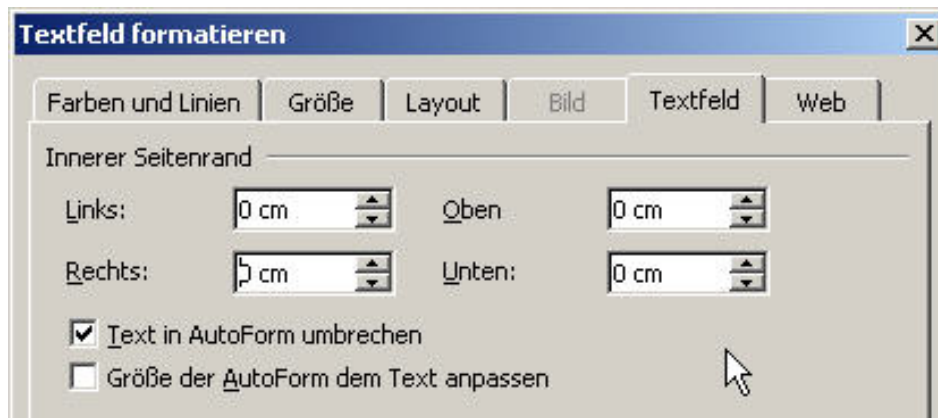 Textfeld formatieren
Farben und Linien Größe Layout Bild Textfeld Web
Innerer Seitenrand
Links: 0 cm Oben 0 cm
Rechts: 0 cm Unten: 0 cm
Text in AutoForm umbrechen
Größe der AutoForm dem Text anpassen